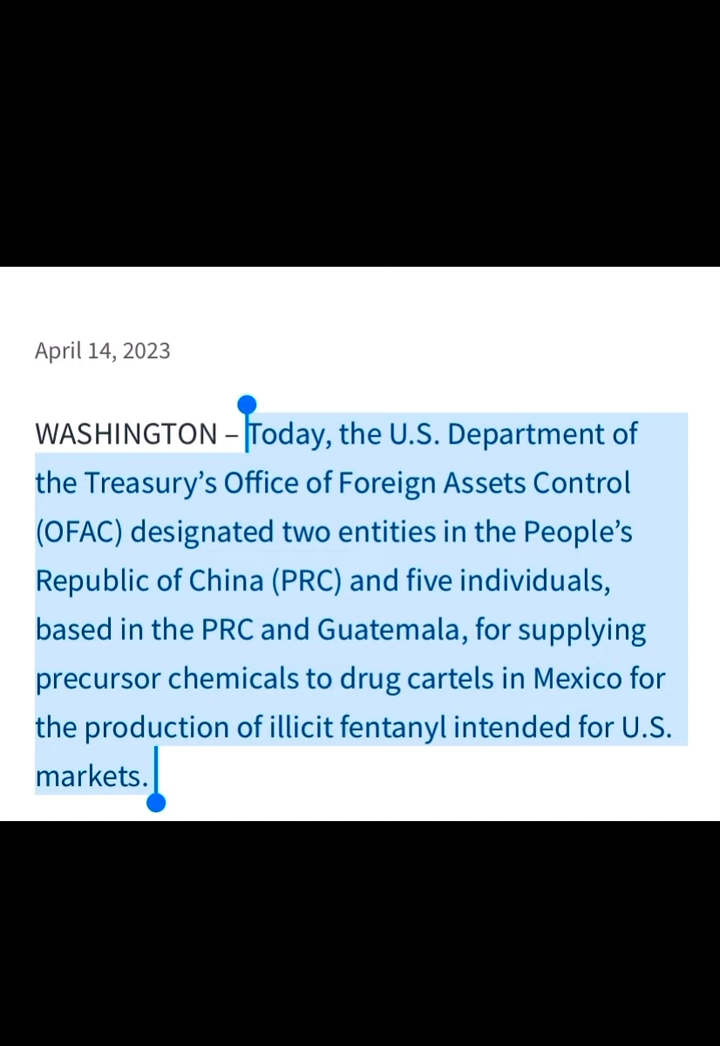 April 14, 2023
WASHINGTON – Today, the U.S. Department of
the Treasury’s Office of Foreign Assets Control
(OFAC) designated two entities in the People’s
Republic of China (PRC) and five individuals,
based in the PRC and Guatemala, for supplying
precursor chemicals to drug cartels in Mexico for
the production of illicit fentanyl intended for U.S.
markets.